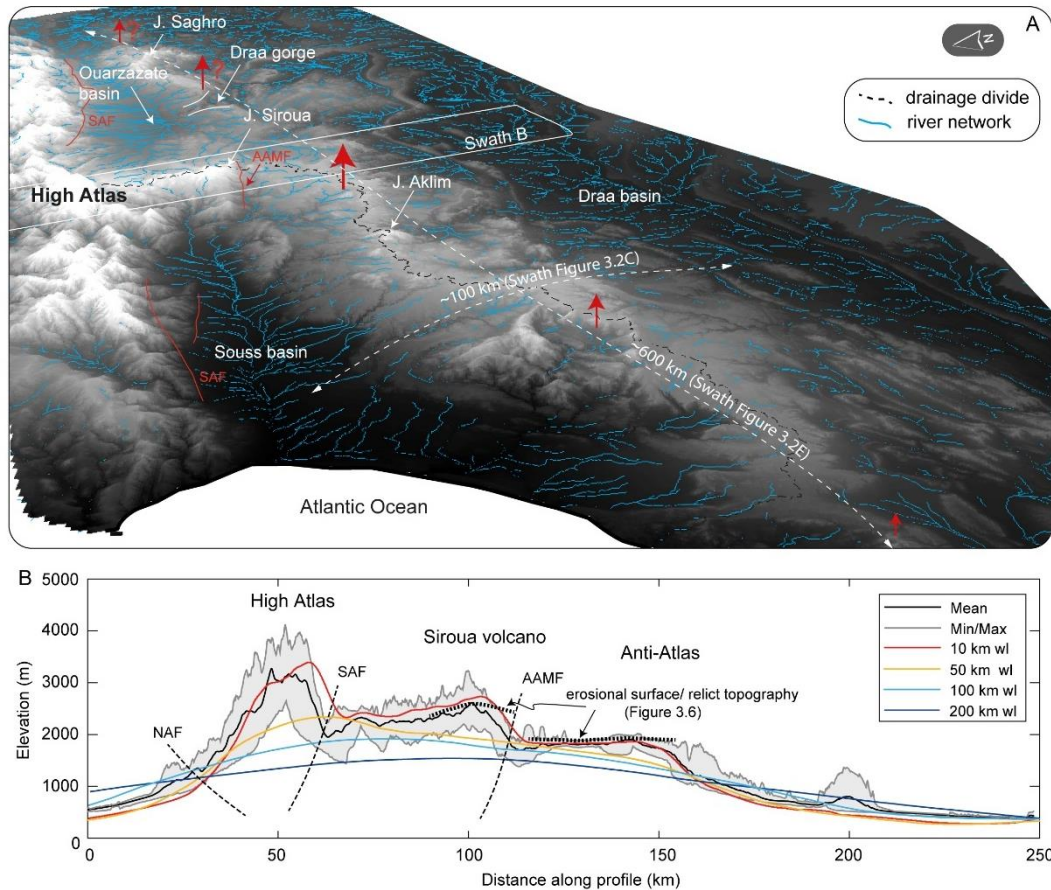 A
J. Saghro
?
?
Draa gorge
Ouarzazate
basin
SAF
J. Siroua
N
drainage divide
river network
Swath B
AAMF
High Atlas
J. Aklim
Draa basin
~100 km (Swath Figure 3.2C)
Souss basin
SAF
~600 km (Swath Figure 3.2E)
Atlantic Ocean
B
5000
4000
3000
2000
1000
0
Elevation (m)
High Atlas
Siroua volcano
Anti-Atlas
NAF
SAF
AAMF
erosional surface/ relict topography
(Figure 3.6)
Mean
Min/Max
10 km wl
50 km wl
100 km wl
200 km wl
0
50
100
150
200
250
Distance along profile (km)